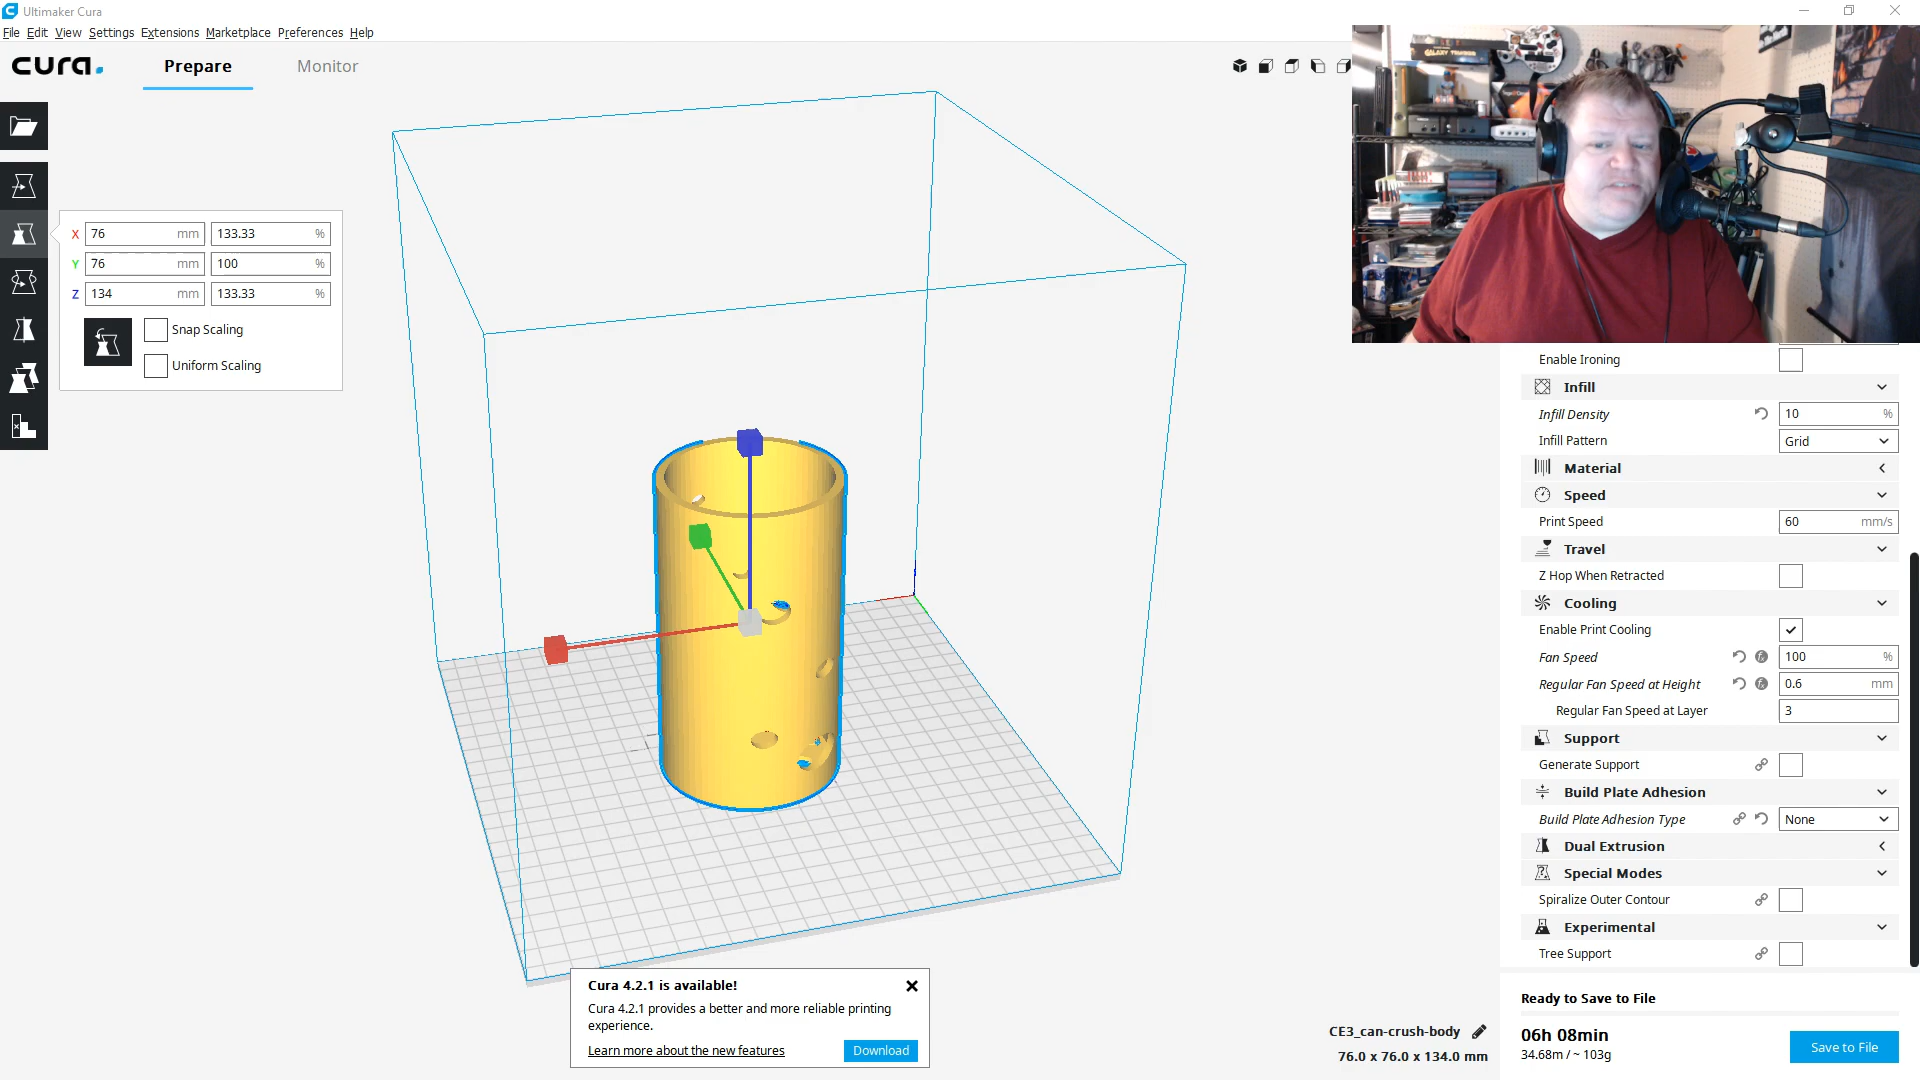 Ultimaker Cura
File Edit View Settings Extensions Marketplace Preferences Help
cura.
Prepare
Monitor
X 76 mm 133.33 %
Y 76 mm 100 %
Z 134 mm 133.33 %
Snap Scaling
Uniform Scaling
Enable Ironing
Infill
Infill Density 10 %
Infill Pattern Grid
Material
Speed
Print Speed 60 mm/s
Travel
Z Hop When Retracted
Cooling
Enable Print Cooling
Fan Speed 100 %
Regular Fan Speed at Height 0.6 mm
Regular Fan Speed at Layer 3
Support
Generate Support
Build Plate Adhesion
Build Plate Adhesion Type None
Dual Extrusion
Special Modes
Spiralize Outer Contour
Experimental
Tree Support
Cura 4.2.1 is available!
Cura 4.2.1 provides a better and more reliable printing
experience.
Learn more about the new features
Download
CE3_can-crush-body
76.0 x 76.0 x 134.0 mm
Ready to Save to File
06h 08min
34.68m / ~ 103g
Save to File